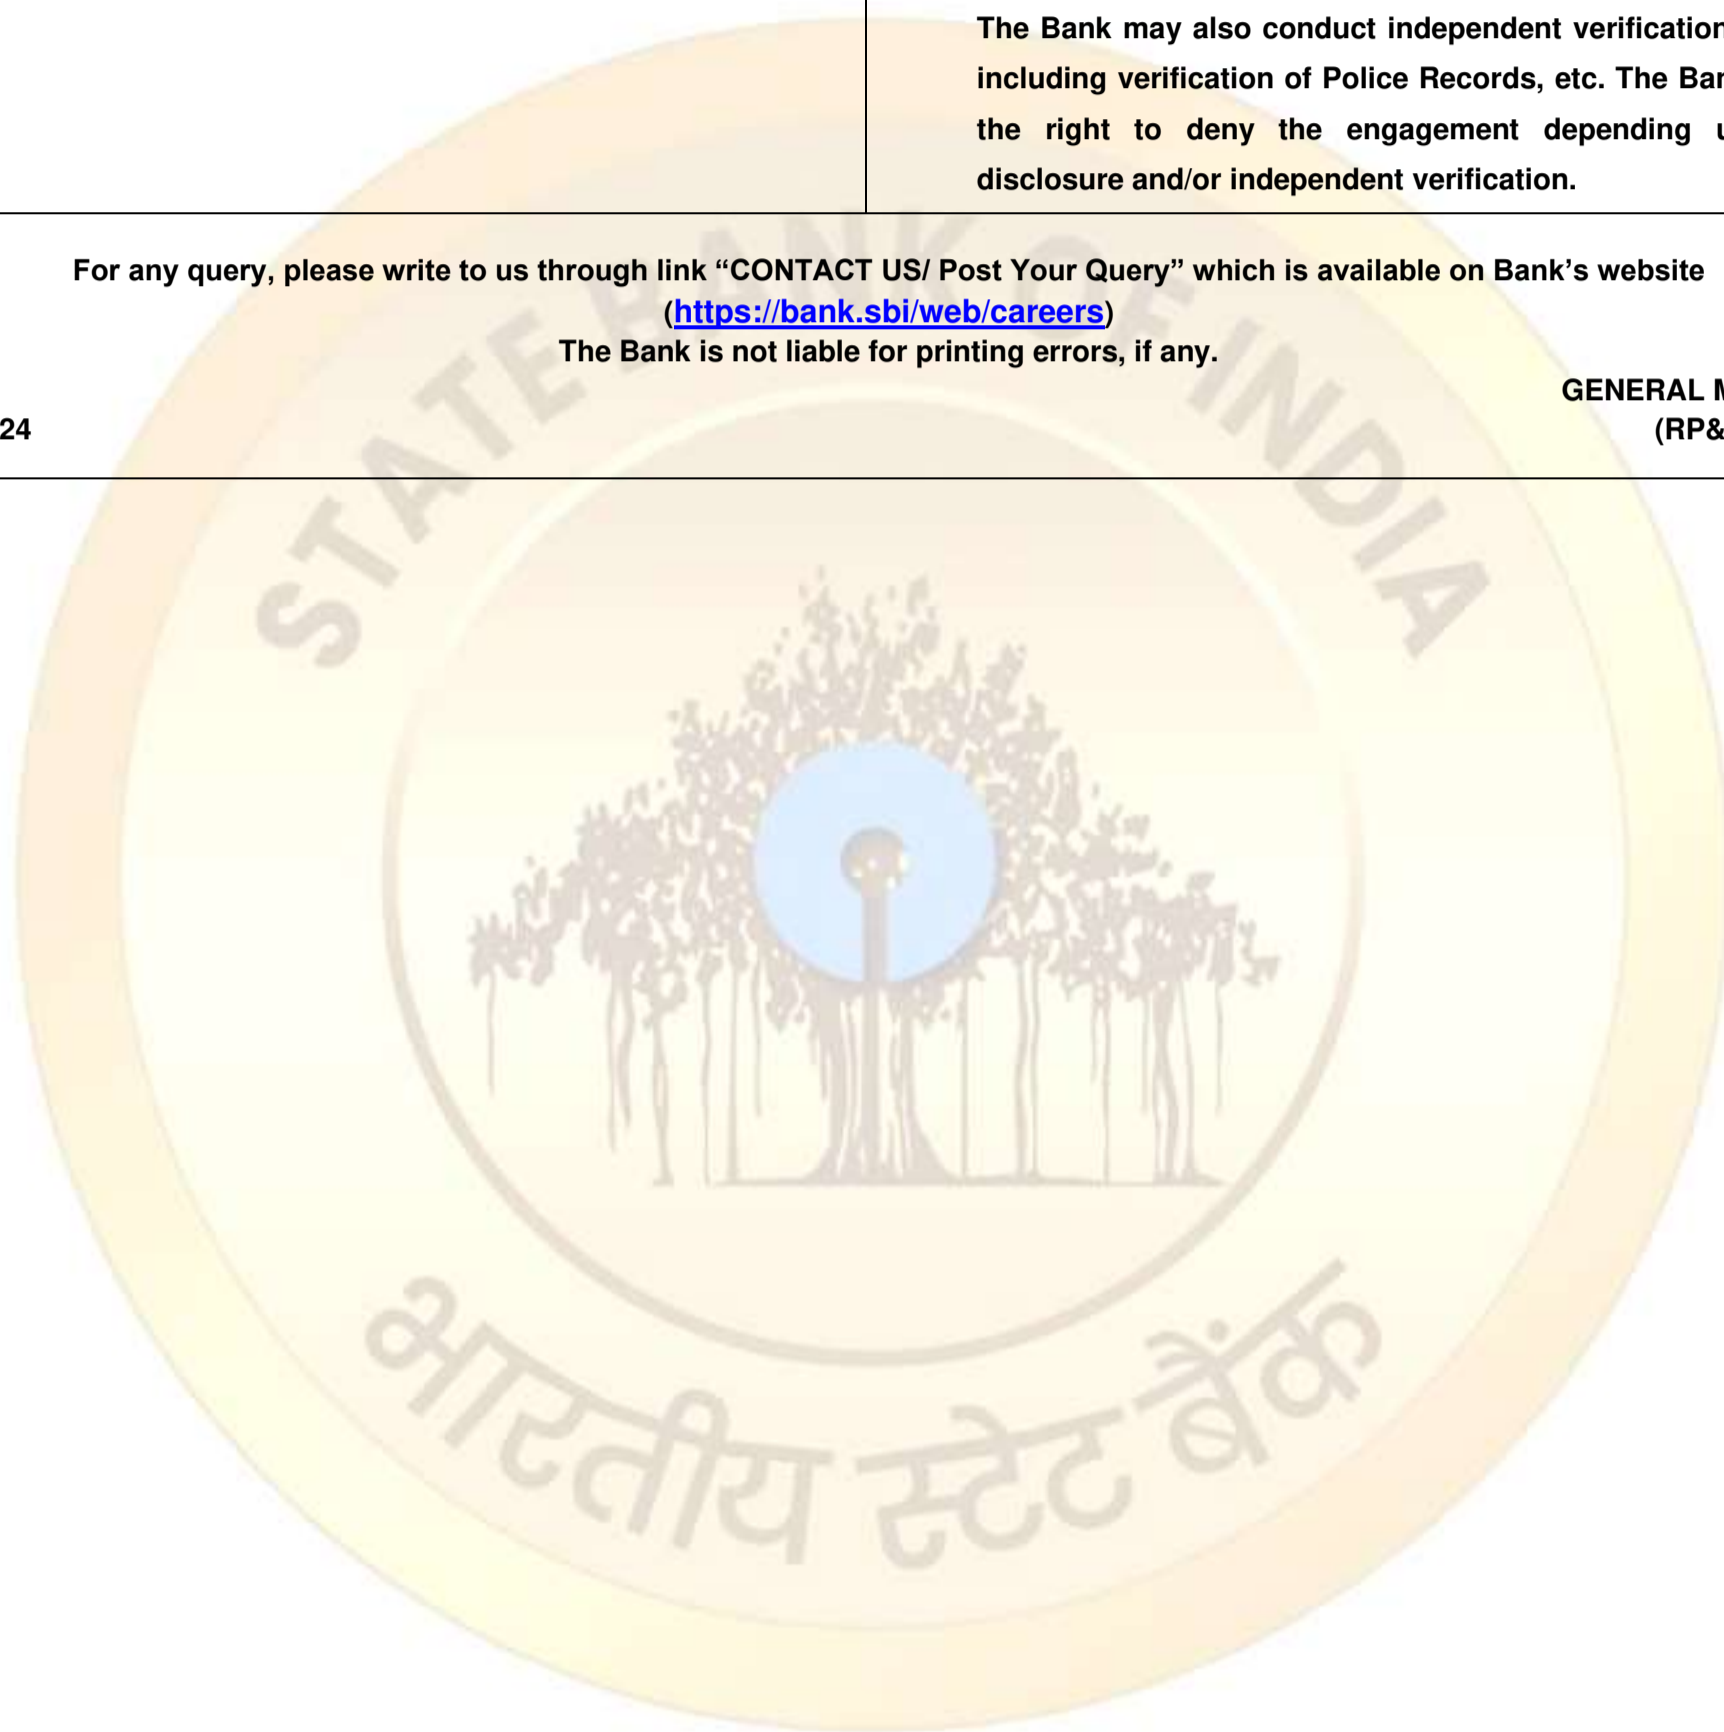 The Bank may also conduct independent verification
including verification of Police Records, etc. The
the right to deny the engagement depending
disclosure and/or independent verification.
For any query, please write to us through link “CONTACT US/ Post Your Query” which is available on Bank’s website
(https://bank.sbi/web/careers)
The Bank is not liable for printing errors, if any.
GENERAL
24
(RP&
STATE BANK OF INDIA
भारतीय स्टेट बैंक